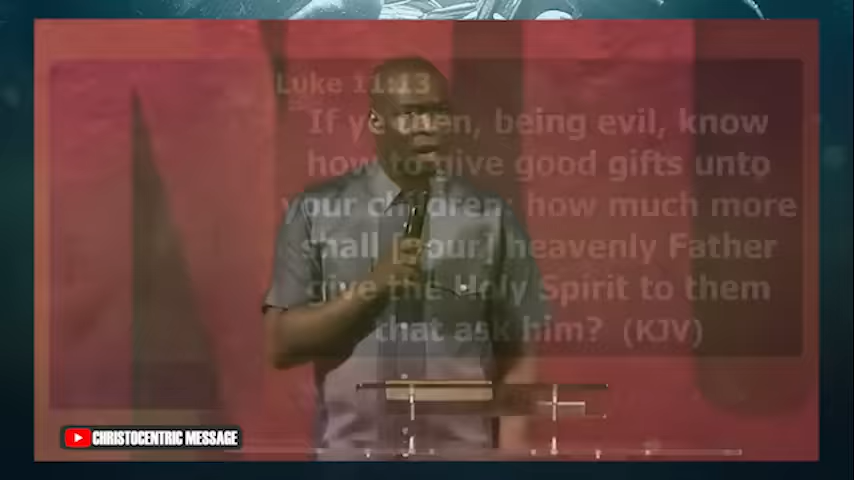 Luke 11:13
If ye then, being evil, know
how to give good gifts unto
your children: how much more
shall [your] heavenly Father
give the Holy Spirit to them
that ask him? (KJV)
CHRISTOCENTRIC MESSAGE